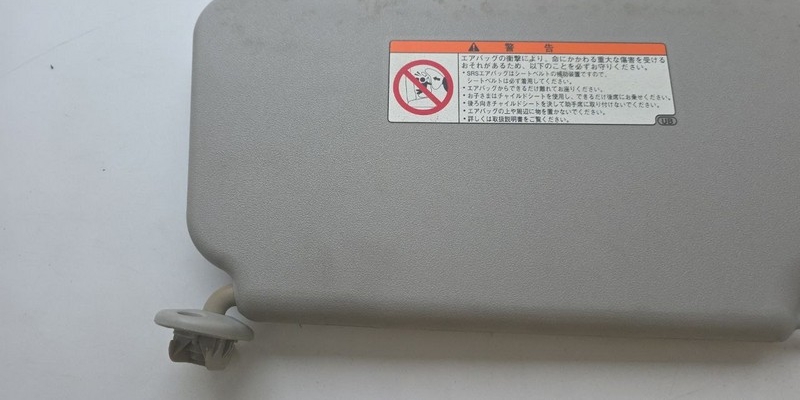 警告
エアバッグの衝撃により、命にかかわる重大な傷害を受ける
おそれがあるため、以下のことを必ずお守りください。
・SRSエアバッグはシートベルトの補助装置ですので、
シートベルトは必ず着用してください。
・エアバッグからできるだけ離れてお座りください。
・お子さまはチャイルドシートを使用し、できるだけ後席にお乗せください。
・後ろ向きチャイルドシートを決して助手席に取り付けないでください。
・エアバッグの上や周辺に物を置かないでください。
・詳しくは取扱説明書をご覧ください。
UB